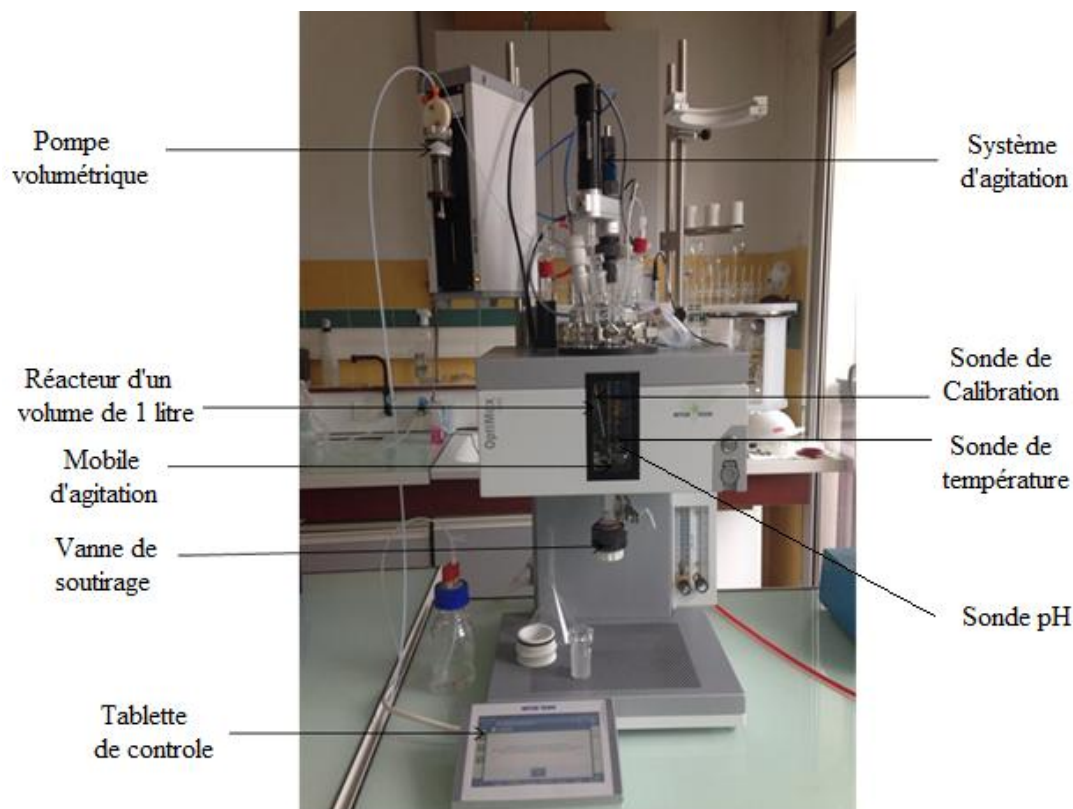 Pompe
volumétrique
Système
d'agitation
Réacteur d'un
volume de 1 litre
Sonde de
Calibration
Mobile
d'agitation
Sonde de
température
Vanne de
soutirage
Sonde pH
Tablette
de controle
OptiMax